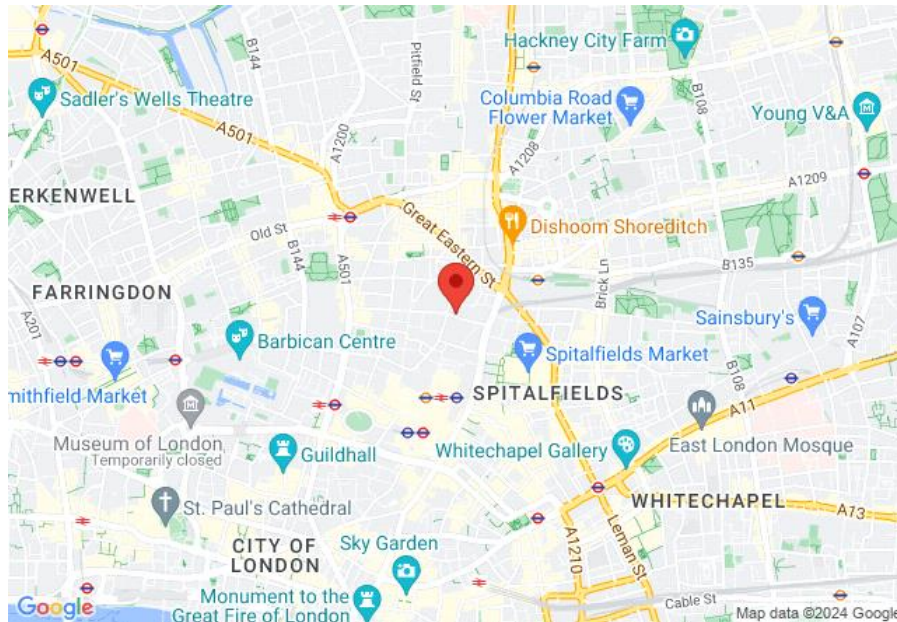 A501
B144
Pitfield St
Hackney City Farm
Sadler's Wells Theatre
A501
A1200
Columbia Road
Flower Market
B108
Young V&A
A1208
A1209
ERKENWELL
Great Eastern St
Old St
Dishoom Shoreditch
B144
A501
Brick Ln
B135
FARRINGDON
A201
Sainsbury's
A107
Barbican Centre
Spitalfields Market
B108
mithfield Market
SPITALFIELDS
A11
Museum of London
Temporarily closed
Guildhall
Whitechapel Gallery
East London Mosque
St. Paul's Cathedral
WHITECHAPEL
A13
CITY OF
LONDON
Sky Garden
A1210
Leman St
Monument to the
Great Fire of London
Cable St
Google
Map data ©2024 Google